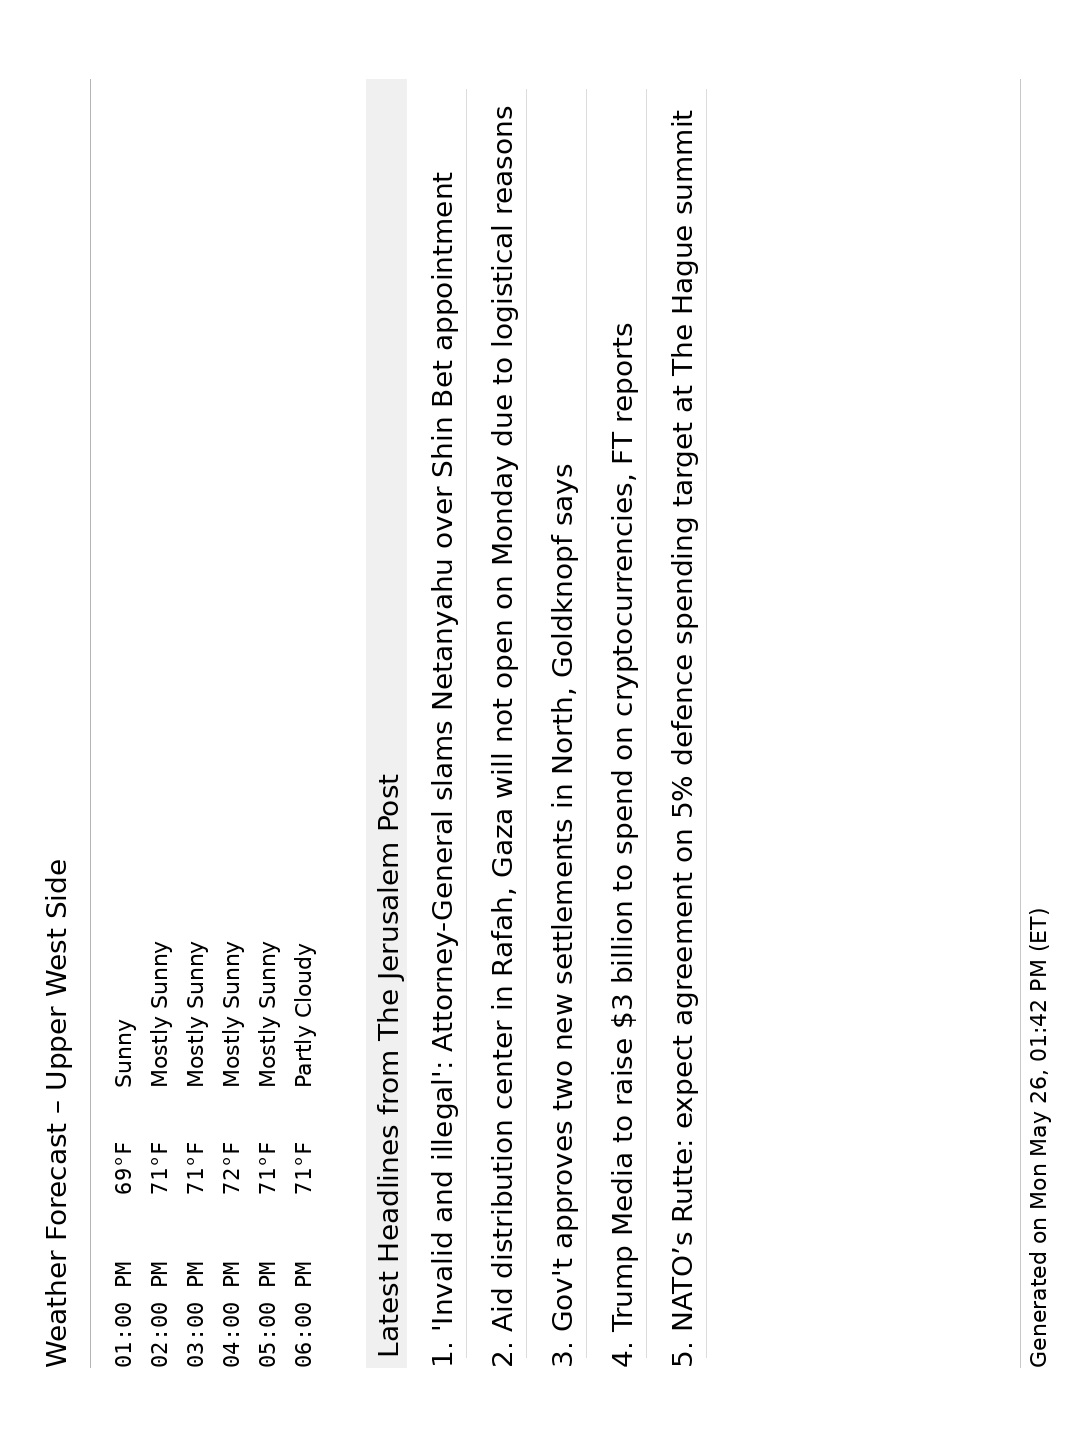 Weather Forecast – Upper West Side
01:00 PM 69°F Sunny
02:00 PM 71°F Mostly Sunny
03:00 PM 71°F Mostly Sunny
04:00 PM 72°F Mostly Sunny
05:00 PM 71°F Mostly Sunny
06:00 PM 71°F Partly Cloudy
Latest Headlines from The Jerusalem Post
1. 'Invalid and illegal': Attorney-General slams Netanyahu over Shin Bet appointment
2. Aid distribution center in Rafah, Gaza will not open on Monday due to logistical reasons
3. Gov't approves two new settlements in North, Goldknopf says
4. Trump Media to raise $3 billion to spend on cryptocurrencies, FT reports
5. NATO’s Rutte: expect agreement on 5% defence spending target at The Hague summit
Generated on Mon May 26, 01:42 PM (ET)